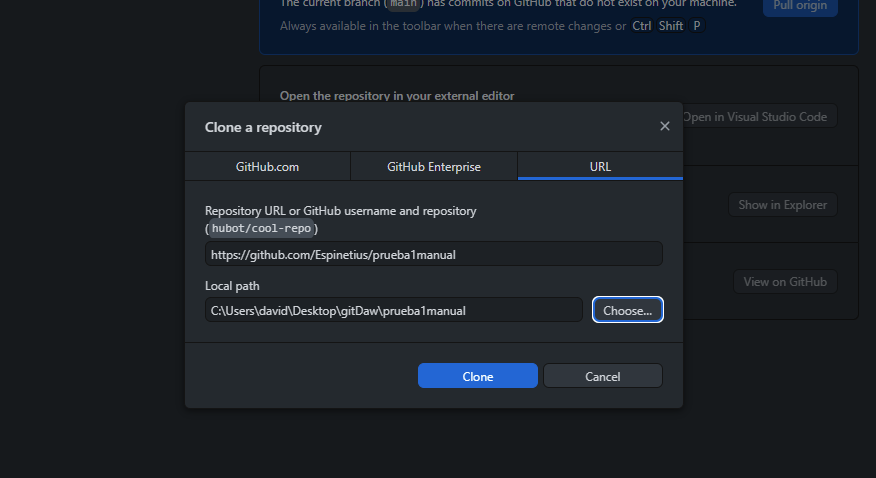 The current branch (main) has commits on GitHub that do not exist on your machine.
Pull origin
Always available in the toolbar when there are remote changes or Ctrl Shift P
Open the repository in your external editor
Open in Visual Studio Code
Clone a repository
GitHub.com
GitHub Enterprise
URL
Show in Explorer
Repository URL or GitHub username and repository
(hubot/cool-repo)
https://github.com/Espinetius/prueba1manual
View on GitHub
Local path
C:\Users\david\Desktop\gitDaw\prueba1manual
Choose...
Clone
Cancel